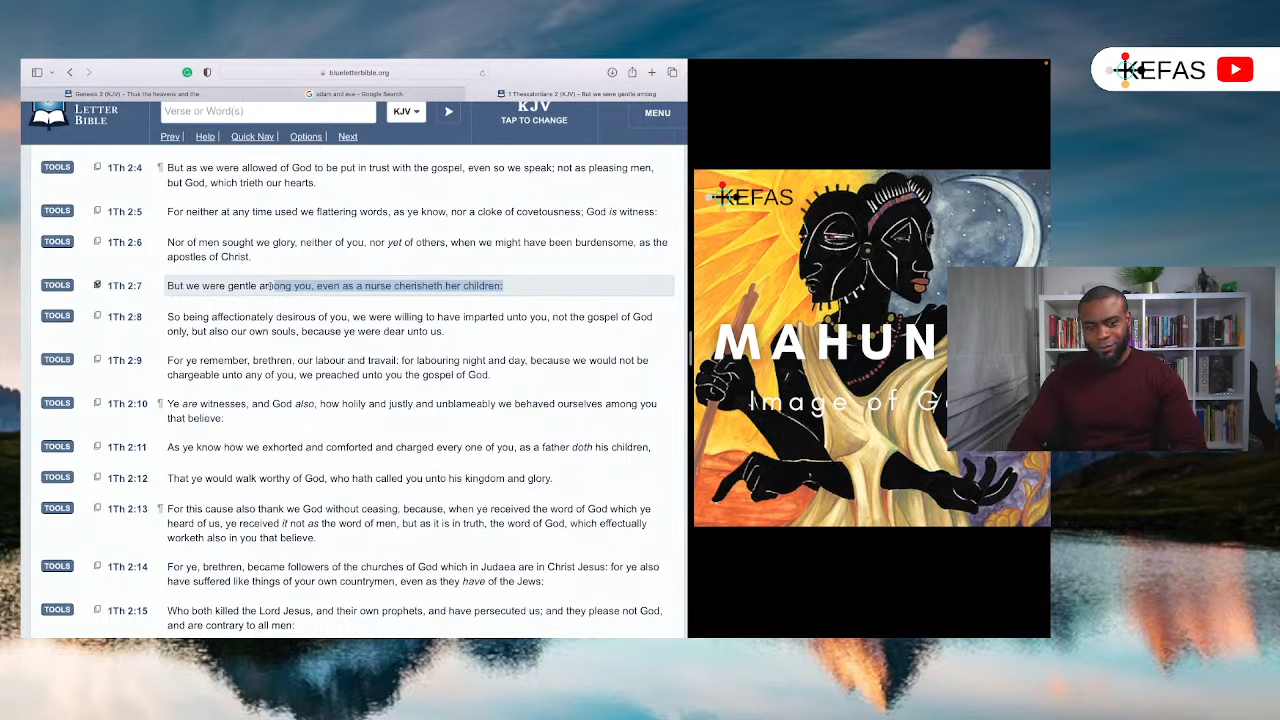 KEFAS
blueletterbible.org
Genesis 2 (KJV) - Thus the heavens and the
adam and eve - Google Search
1 Thessalonians 2 (KJV) - But we were gentle among
LETTER
BIBLE
Verse or Word(s)
KJV
KJV
TAP TO CHANGE
MENU
Prev |
Help |
Quick Nav |
Options |
Next
TOOLS
1Th 2:4
¶ But as we were allowed of God to be put in trust with the gospel, even so we speak; not as pleasing men,
but God, which trieth our hearts.
TOOLS
1Th 2:5
For neither at any time used we flattering words, as ye know, nor a cloke of covetousness; God is witness:
TOOLS
1Th 2:6
Nor of men sought we glory, neither of you, nor yet of others, when we might have been burdensome, as the
apostles of Christ.
TOOLS
1Th 2:7
But we were gentle among you, even as a nurse cherisheth her children:
TOOLS
1Th 2:8
So being affectionately desirous of you, we were willing to have imparted unto you, not the gospel of God
only, but also our own souls, because ye were dear unto us.
TOOLS
1Th 2:9
For ye remember, brethren, our labour and travail: for labouring night and day, because we would not be
chargeable unto any of you, we preached unto you the gospel of God.
TOOLS
1Th 2:10
¶ Ye are witnesses, and God also, how holily and justly and unblameably we behaved ourselves among you
that believe:
TOOLS
1Th 2:11
As ye know how we exhorted and comforted and charged every one of you, as a father doth his children,
TOOLS
1Th 2:12
That ye would walk worthy of God, who hath called you unto his kingdom and glory.
TOOLS
1Th 2:13
¶ For this cause also thank we God without ceasing, because, when ye received the word of God which ye
heard of us, ye received it not as the word of men, but as it is in truth, the word of God, which effectually
worketh also in you that believe.
TOOLS
1Th 2:14
For ye, brethren, became followers of the churches of God which in Judaea are in Christ Jesus: for ye also
have suffered like things of your own countrymen, even as they have of the Jews:
TOOLS
1Th 2:15
Who both killed the Lord Jesus, and their own prophets, and have persecuted us; and they please not God,
and are contrary to all men:
KEFAS
MAHUN
Image of G